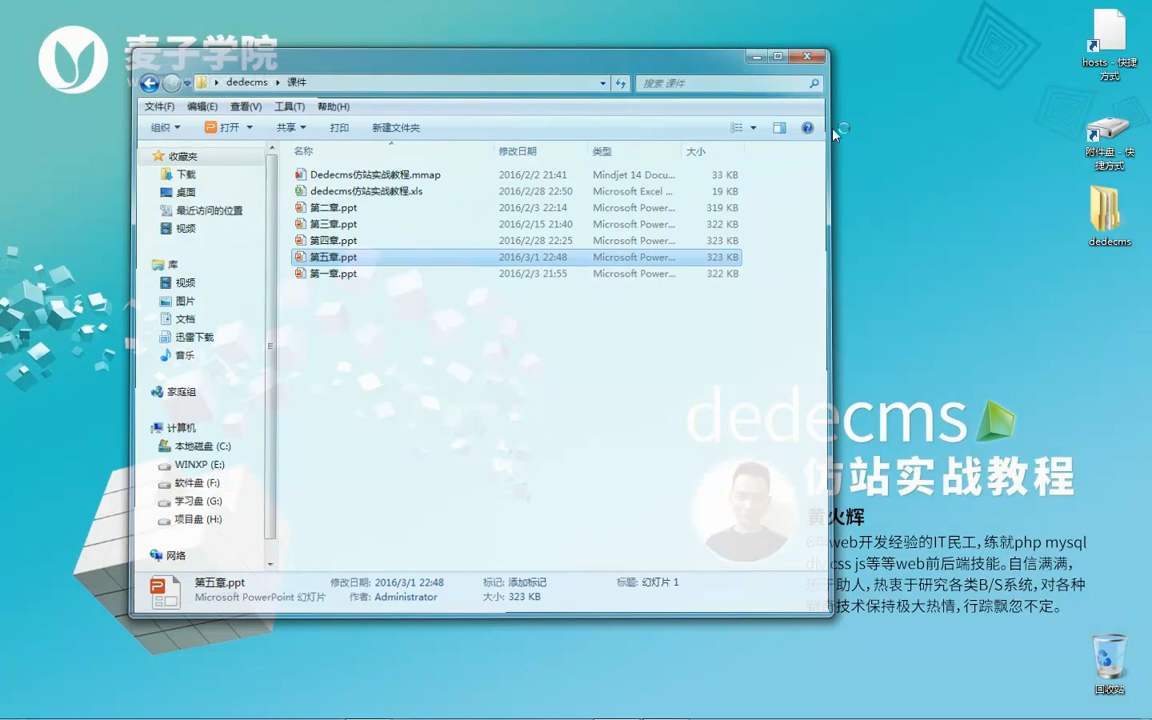 麦子学院
hosts - 快捷
方式
dedecms
课件
搜索 课件
文件(F) 编辑(E) 查看(V) 工具(T) 帮助(H)
组织 打开 共享 打印 新建文件夹
附件盘 - 快
捷方式
dedecms
名称 修改日期 类型 大小
收藏夹
下载
桌面
最近访问的位置
视频
库
视频
图片
文档
迅雷下载
音乐
家庭组
计算机
本地磁盘 (C:)
WINXP (E:)
软件盘 (F:)
学习盘 (G:)
项目盘 (H:)
网络
Dedecms仿站实战教程.mmap 2016/2/2 21:41 Mindjet 14 Docu... 33 KB
dedecms仿站实战教程.xls 2016/2/28 22:50 Microsoft Excel ... 19 KB
第二章.ppt 2016/2/3 22:14 Microsoft Power... 319 KB
第三章.ppt 2016/2/15 21:40 Microsoft Power... 322 KB
第四章.ppt 2016/2/28 22:25 Microsoft Power... 323 KB
第五章.ppt 2016/3/1 22:48 Microsoft Power... 323 KB
第一章.ppt 2016/2/3 21:55 Microsoft Power... 322 KB
dedecms
仿站实战教程
黄火辉
6年web开发经验的IT民工,练就php mysql
css js等等web前后端技能。自信满满,
乐于助人,热衷于研究各类B/S系统,对各种
技术保持极大热情,行踪飘忽不定。
第五章.ppt 修改日期: 2016/3/1 22:48 标记: 添加标记 标题: 幻灯片 1
Microsoft PowerPoint 幻灯片 作者: Administrator 大小: 323 KB
回收站